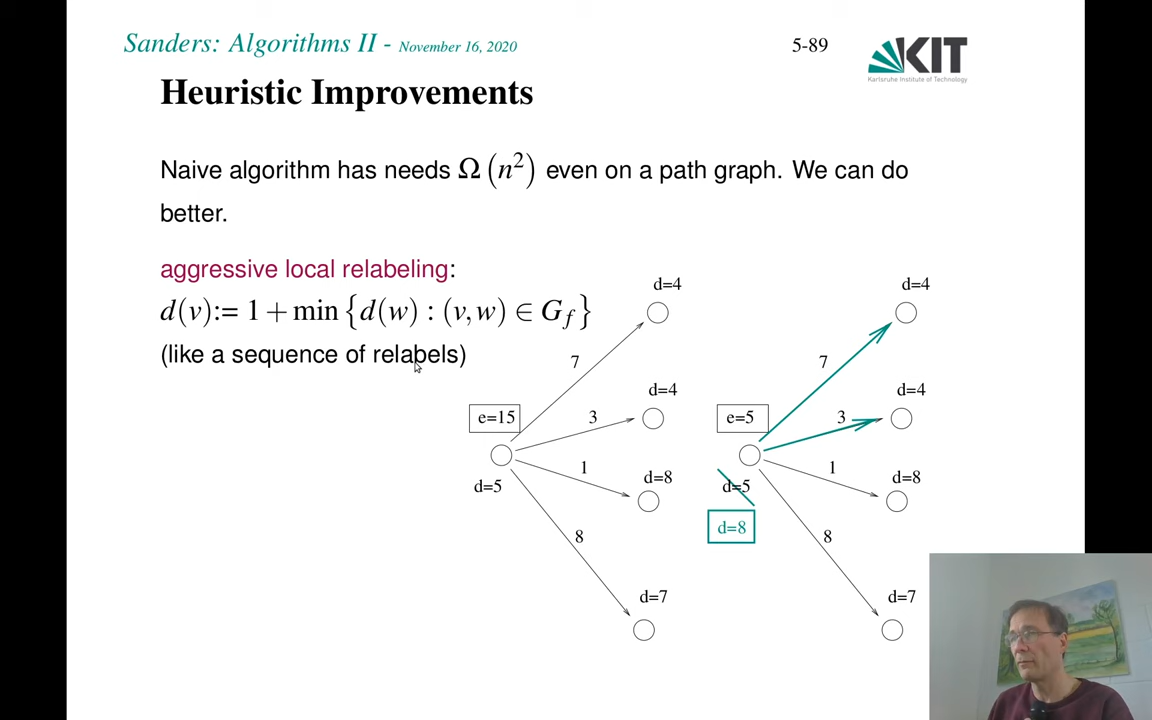 Sanders: Algorithms II - November 16, 2020
5-89
KIT
Karlsruhe Institute of Technology
Heuristic Improvements
Naive algorithm has needs Ω(n²) even on a path graph. We can do
better.
aggressive local relabeling:
d(v):= 1 + min {d(w) : (v, w) ∈ G_f}
(like a sequence of relabels)
d=4
7
d=4
e=15
3
1
d=8
d=5
8
d=7
d=4
7
d=4
e=5
3
1
d=8
d=5
d=8
8
d=7